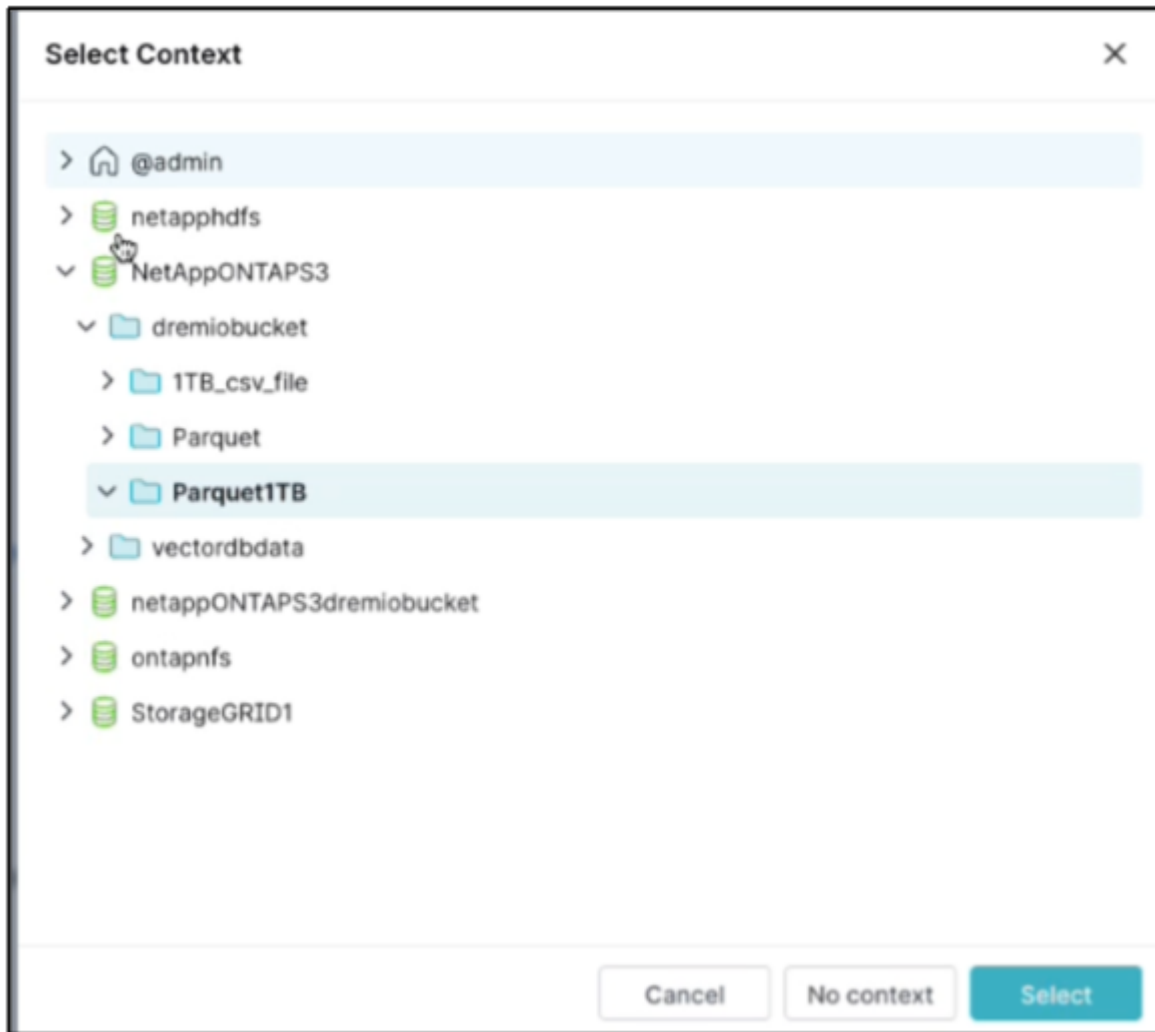 Select Context
@admin
netapphdfs
NetAppONTAPS3
dremiobucket
1TB_csv_file
Parquet
Parquet1TB
vectordbdata
netappONTAPS3dremiobucket
ontapnfs
StorageGRID1
Cancel No context Select